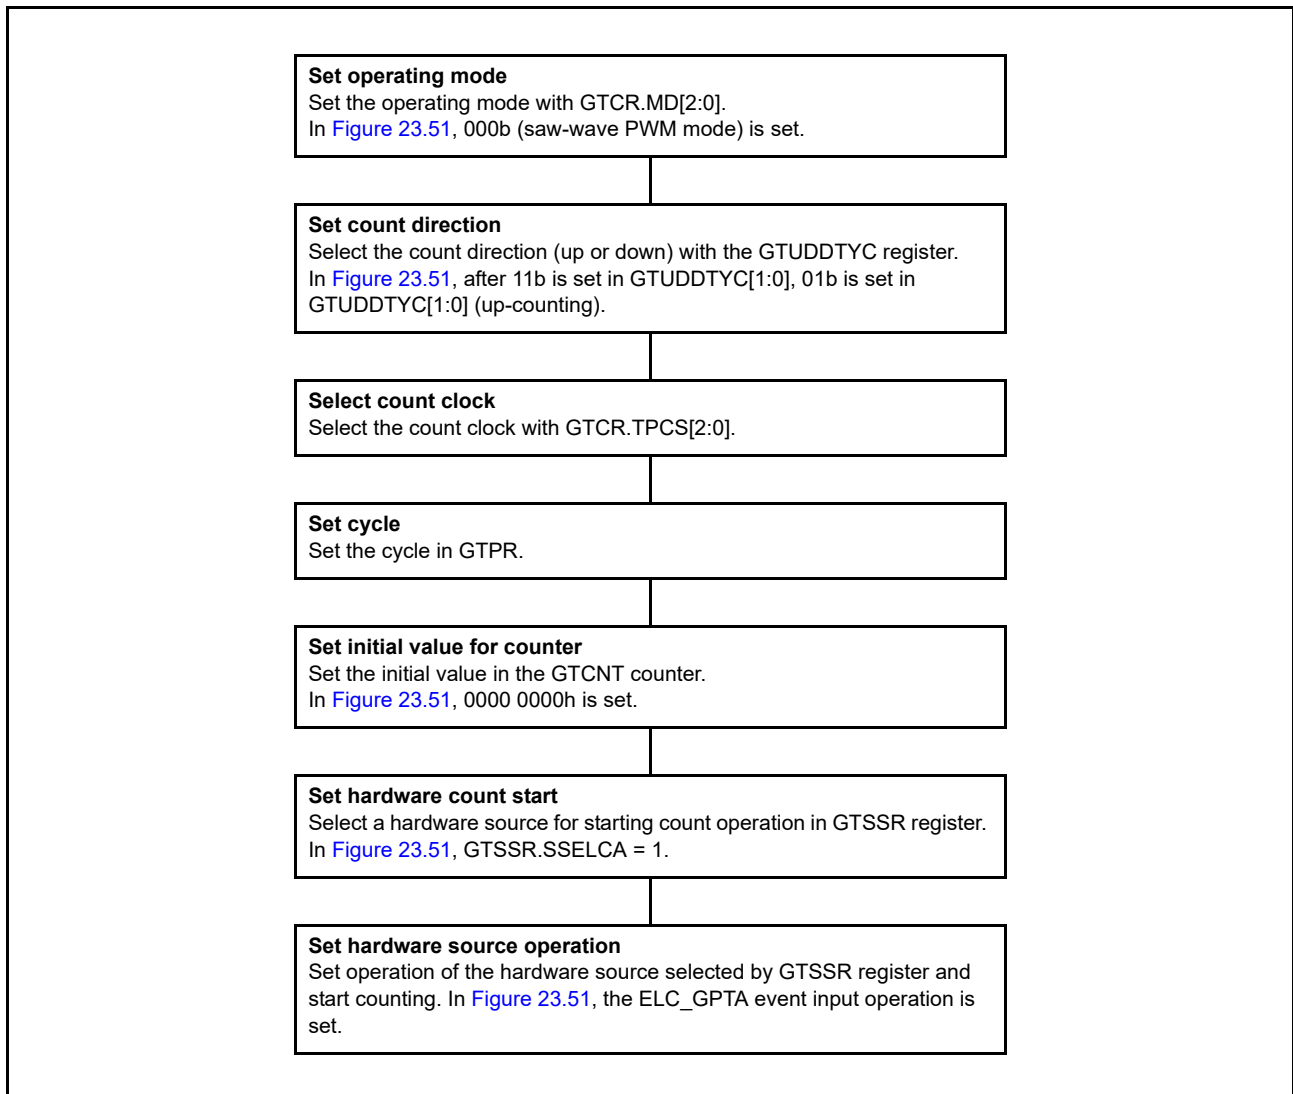 Set operating mode
Set the operating mode with GTCR.MD[2:0].
In Figure 23.51, 000b (saw-wave PWM mode) is set.
Set count direction
Select the count direction (up or down) with the GTUDDTYC register.
In Figure 23.51, after 11b is set in GTUDDTYC[1:0], 01b is set in
GTUDDTYC[1:0] (up-counting).
Select count clock
Select the count clock with GTCR.TPCS[2:0].
Set cycle
Set the cycle in GTPR.
Set initial value for counter
Set the initial value in the GTCNT counter.
In Figure 23.51, 0000 0000h is set.
Set hardware count start
Select a hardware source for starting count operation in GTSSR register.
In Figure 23.51, GTSSR.SSELCA = 1.
Set hardware source operation
Set operation of the hardware source selected by GTSSR register and
start counting. In Figure 23.51, the ELC_GPTA event input operation is
set.